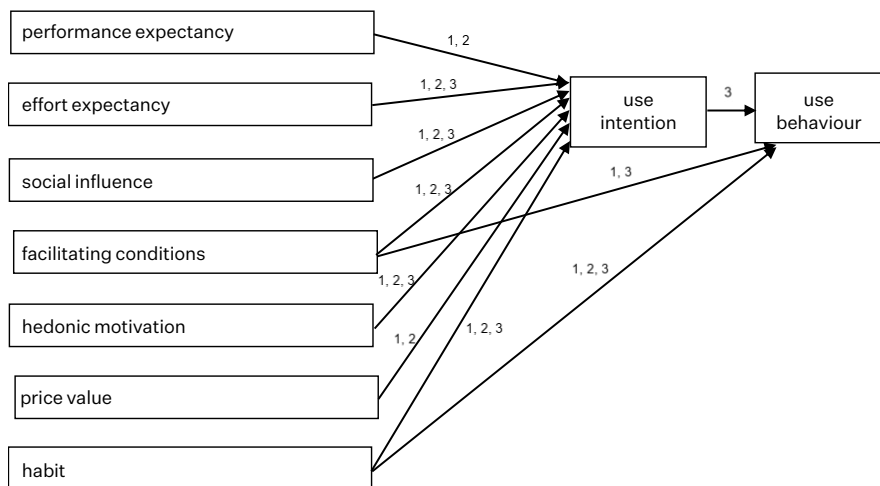 performance expectancy
1, 2
effort expectancy
1, 2, 3
use
intention
3
use
behaviour
social influence
1, 2, 3
1, 3
facilitating conditions
1, 2, 3
1, 2, 3
hedonic motivation
1, 2, 3
1, 2
1, 2, 3
price value
habit